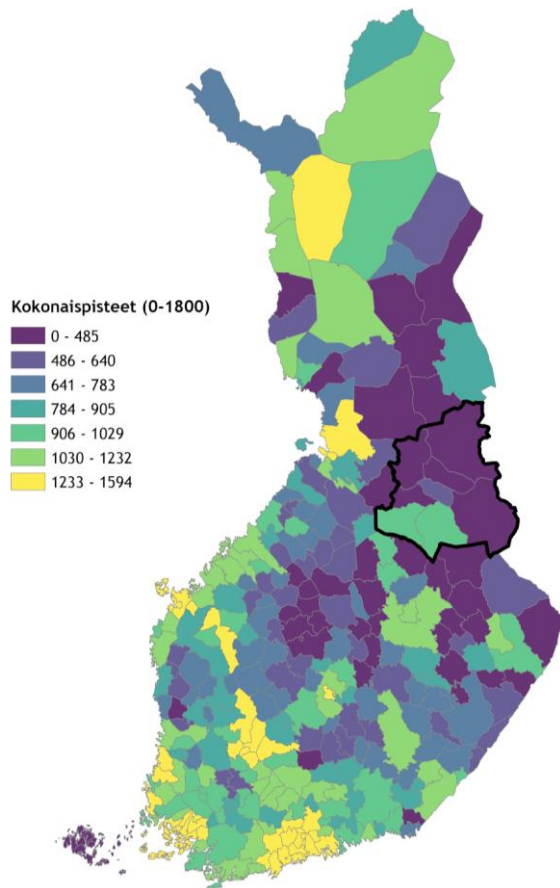 Kokonaispisteet (0-1800)
0 - 485
486 - 640
641 - 783
784 - 905
906 - 1029
1030 - 1232
1233 - 1594